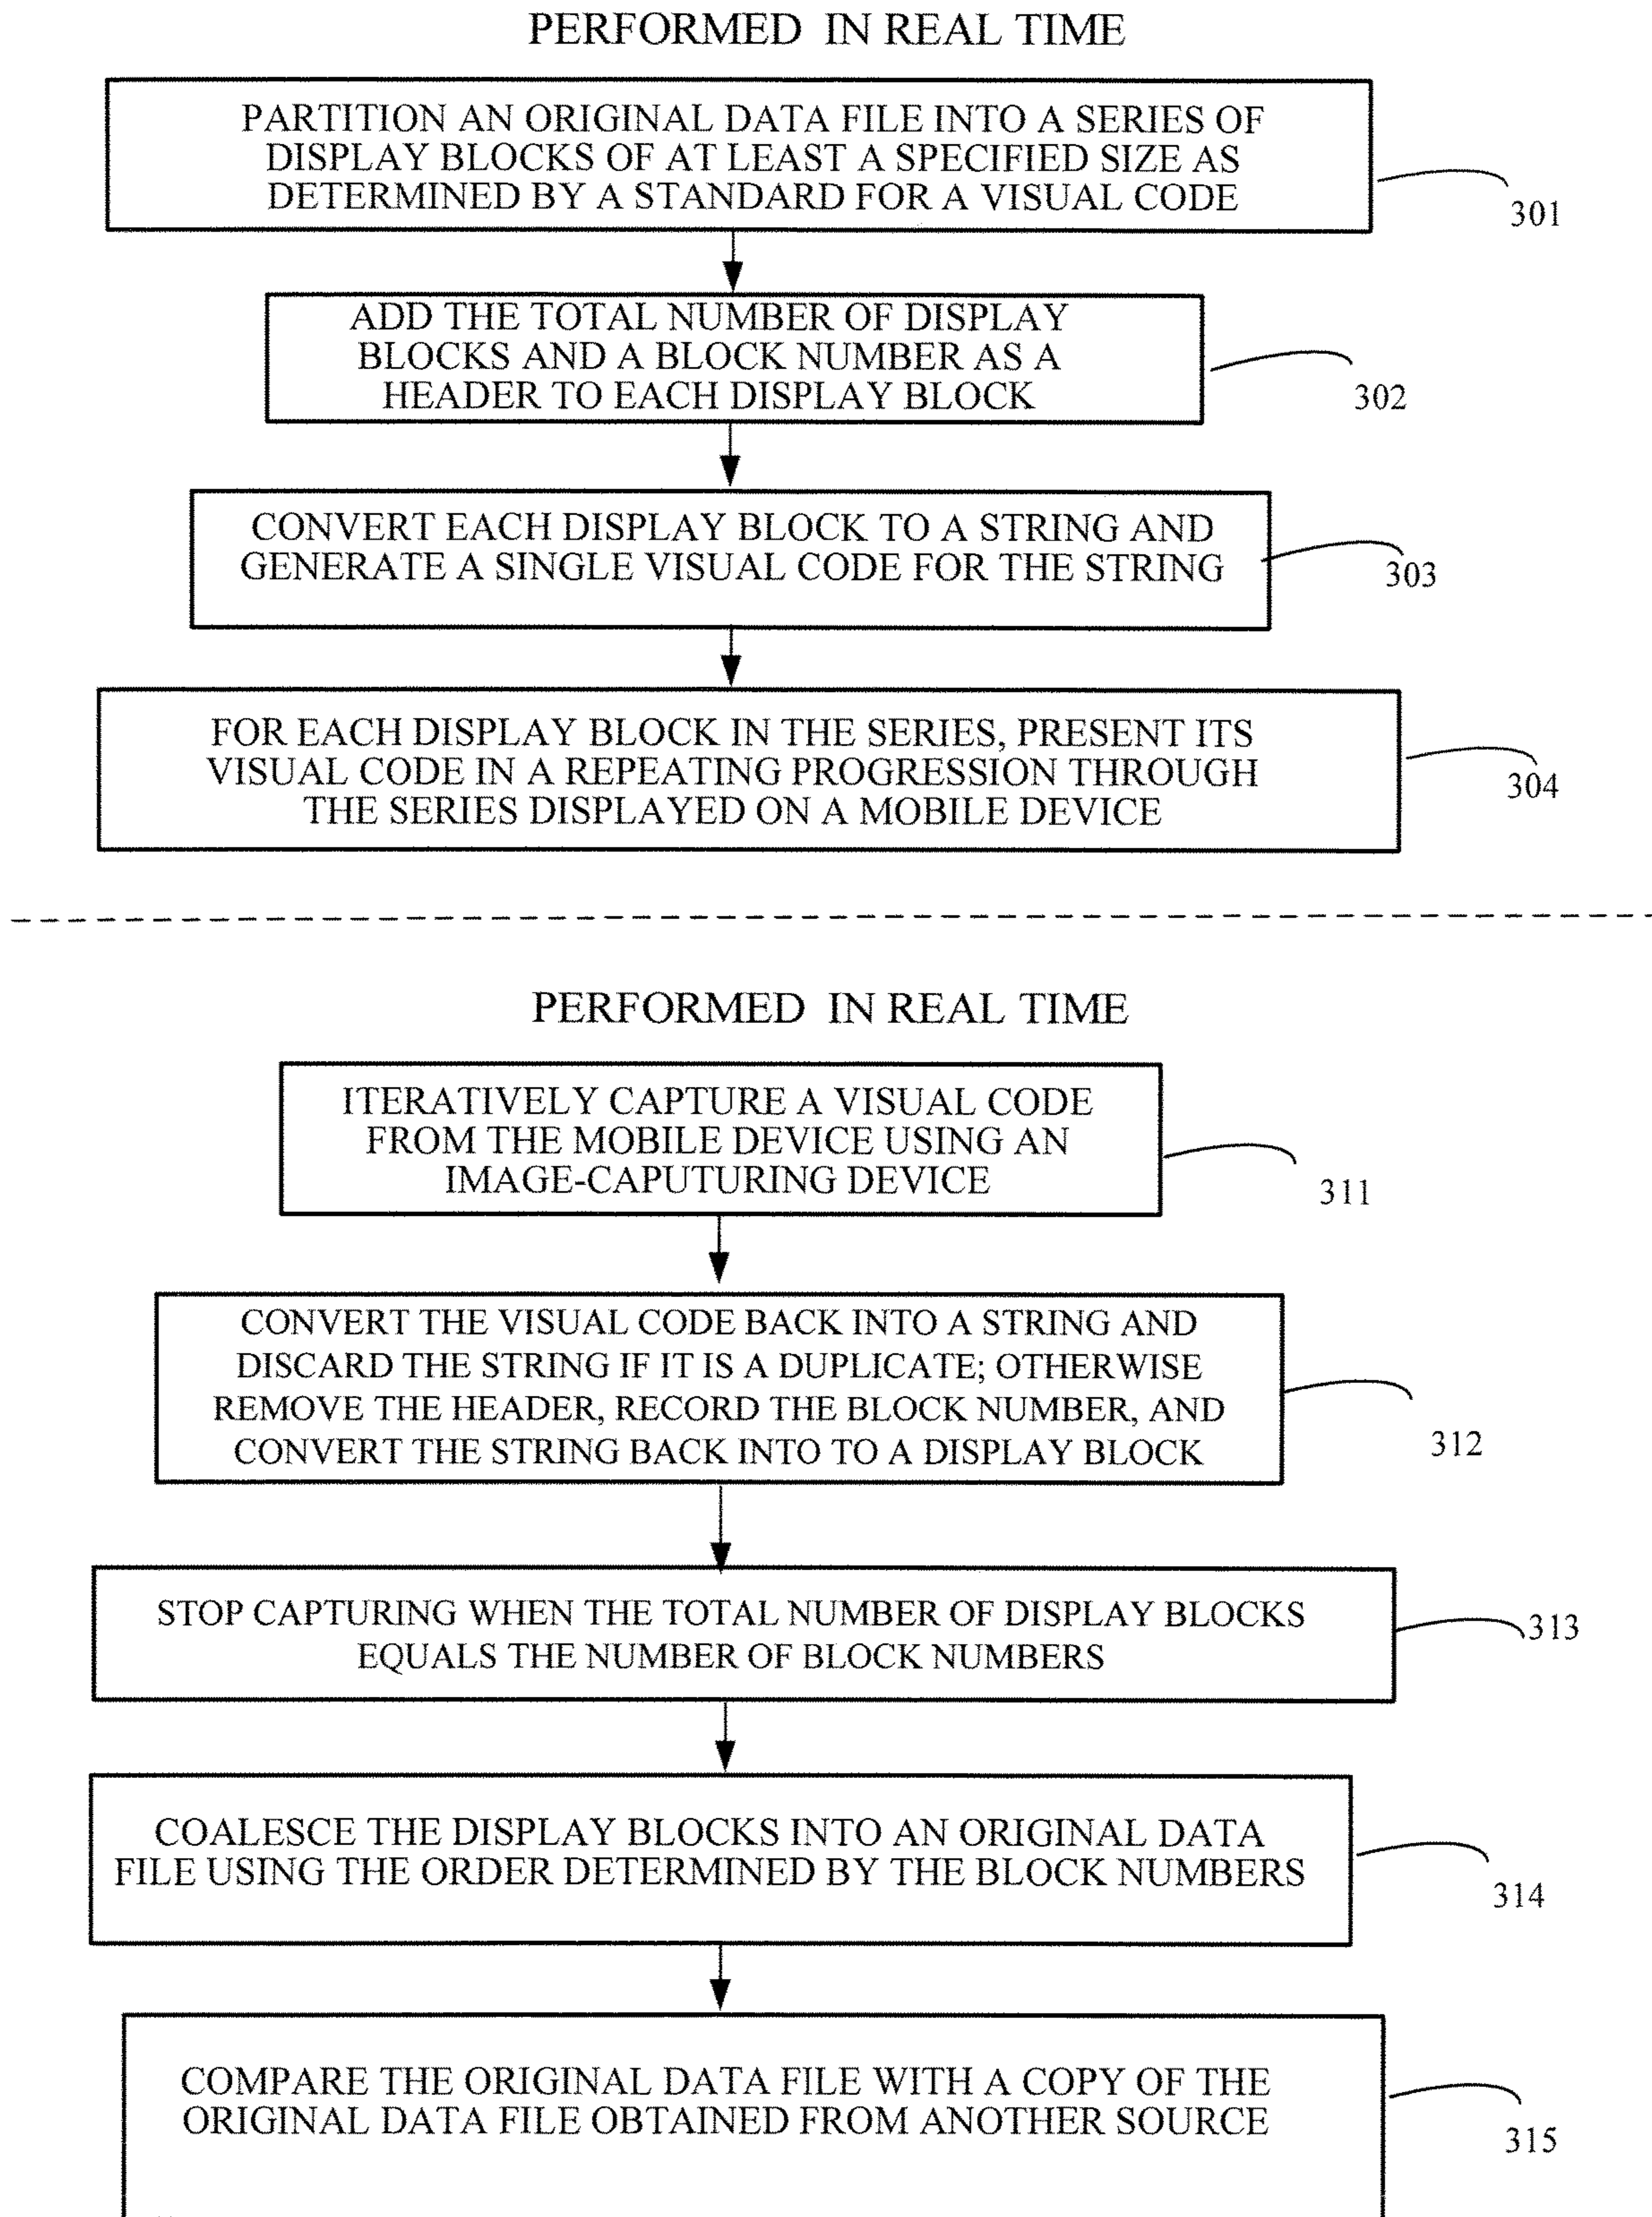 PERFORMED IN REAL TIME
PARTITION AN ORIGINAL DATA FILE INTO A SERIES OF
DISPLAY BLOCKS OF AT LEAST A SPECIFIED SIZE AS
DETERMINED BY A STANDARD FOR A VISUAL CODE
301
ADD THE TOTAL NUMBER OF DISPLAY
BLOCKS AND A BLOCK NUMBER AS A
HEADER TO EACH DISPLAY BLOCK
302
CONVERT EACH DISPLAY BLOCK TO A STRING AND
GENERATE A SINGLE VISUAL CODE FOR THE STRING
303
FOR EACH DISPLAY BLOCK IN THE SERIES, PRESENT ITS
VISUAL CODE IN A REPEATING PROGRESSION THROUGH
THE SERIES DISPLAYED ON A MOBILE DEVICE
304
PERFORMED IN REAL TIME
ITERATIVELY CAPTURE A VISUAL CODE
FROM THE MOBILE DEVICE USING AN
IMAGE-CAPUTURING DEVICE
311
CONVERT THE VISUAL CODE BACK INTO A STRING AND
DISCARD THE STRING IF IT IS A DUPLICATE; OTHERWISE
REMOVE THE HEADER, RECORD THE BLOCK NUMBER, AND
CONVERT THE STRING BACK INTO TO A DISPLAY BLOCK
312
STOP CAPTURING WHEN THE TOTAL NUMBER OF DISPLAY BLOCKS
EQUALS THE NUMBER OF BLOCK NUMBERS
313
COALESCE THE DISPLAY BLOCKS INTO AN ORIGINAL DATA
FILE USING THE ORDER DETERMINED BY THE BLOCK NUMBERS
314
COMPARE THE ORIGINAL DATA FILE WITH A COPY OF THE
ORIGINAL DATA FILE OBTAINED FROM ANOTHER SOURCE
315